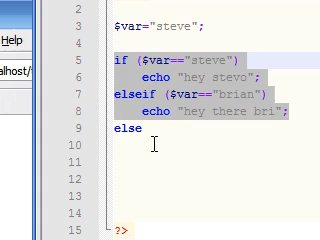 Help
alhost/
2
3 $var="steve";
4
5 if ($var=="steve")
6 echo "hey stevo";
7 elseif ($var=="brian")
8 echo "hey there bri";
9 else
10
11
12
13
14
15 ?>